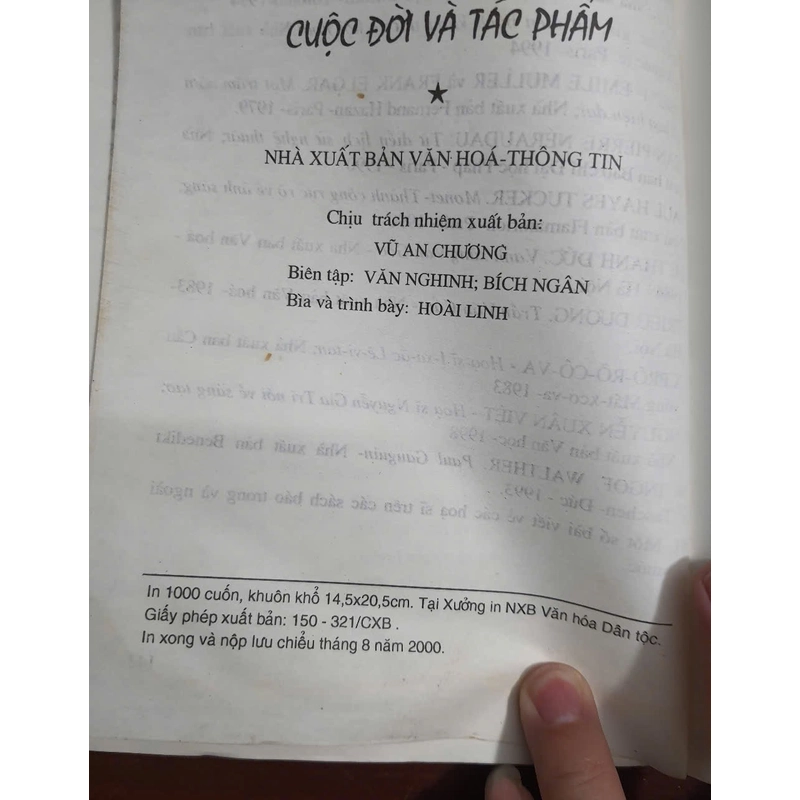 CUỘC ĐỜI VÀ TÁC PHẨM
NHÀ XUẤT BẢN VĂN HOÁ-THÔNG TIN
Chịu trách nhiệm xuất bản:
VŨ AN CHƯƠNG
Biên tập: VĂN NGHINH; BÍCH NGÂN
Bìa và trình bày: HOÀI LINH
In 1000 cuốn, khuôn khổ 14,5x20,5cm. Tại Xưởng in NXB Văn hóa Dân tộc.
Giấy phép xuất bản: 150 - 321/CXB .
In xong và nộp lưu chiểu tháng 8 năm 2000.